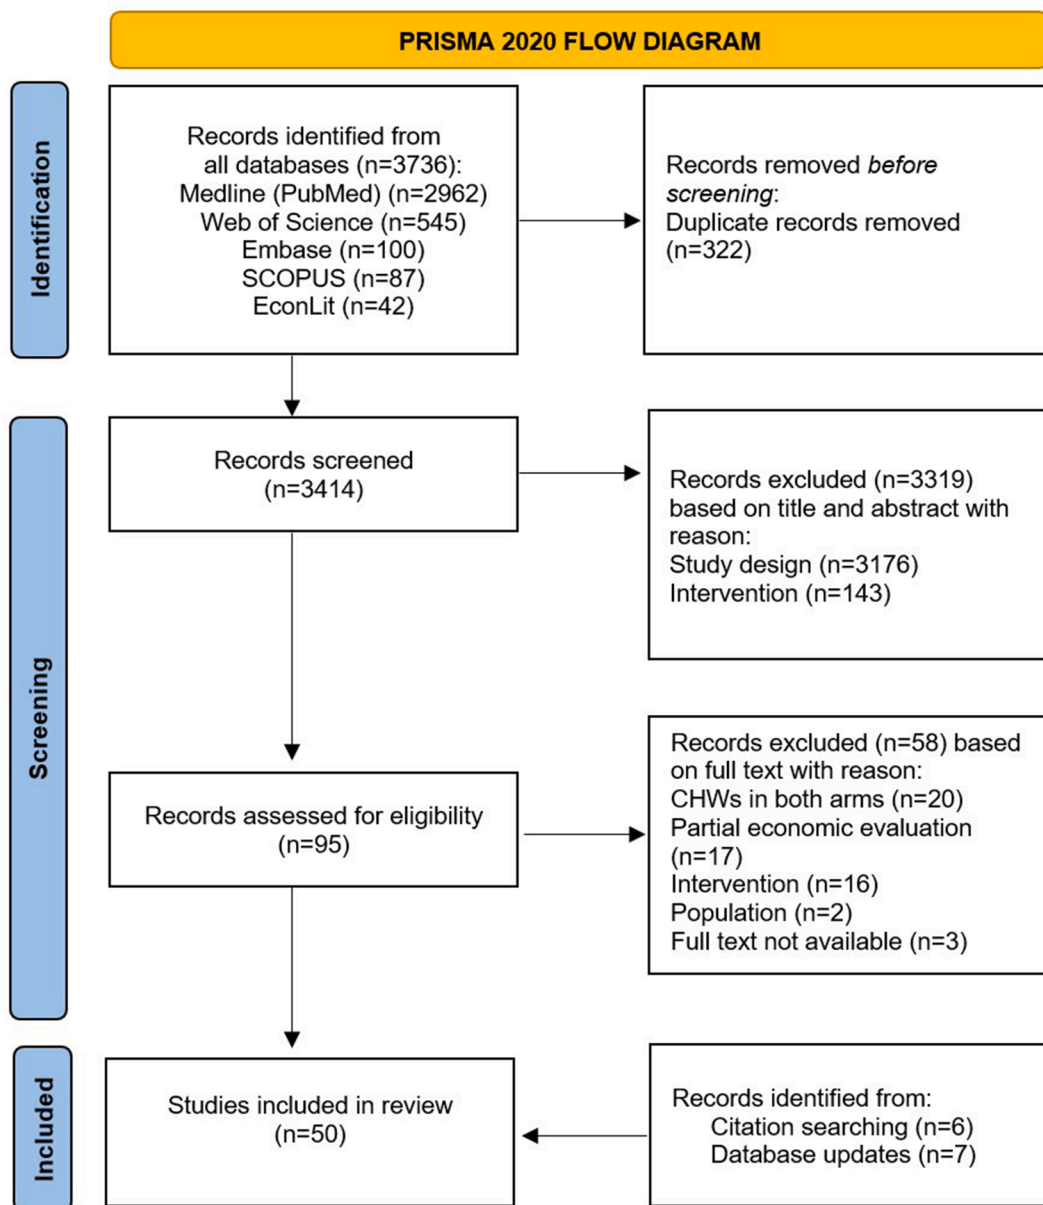 PRISMA 2020 FLOW DIAGRAM
Identification
Records identified from
all databases (n=3736):
Medline (PubMed) (n=2962)
Web of Science (n=545)
Embase (n=100)
SCOPUS (n=87)
EconLit (n=42)
Records removed before
screening:
Duplicate records removed
(n=322)
Screening
Records screened
(n=3414)
Records excluded (n=3319)
based on title and abstract with
reason:
Study design (n=3176)
Intervention (n=143)
Records assessed for eligibility
(n=95)
Records excluded (n=58) based
on full text with reason:
CHWs in both arms (n=20)
Partial economic evaluation
(n=17)
Intervention (n=16)
Population (n=2)
Full text not available (n=3)
Included
Studies included in review
(n=50)
Records identified from:
Citation searching (n=6)
Database updates (n=7)